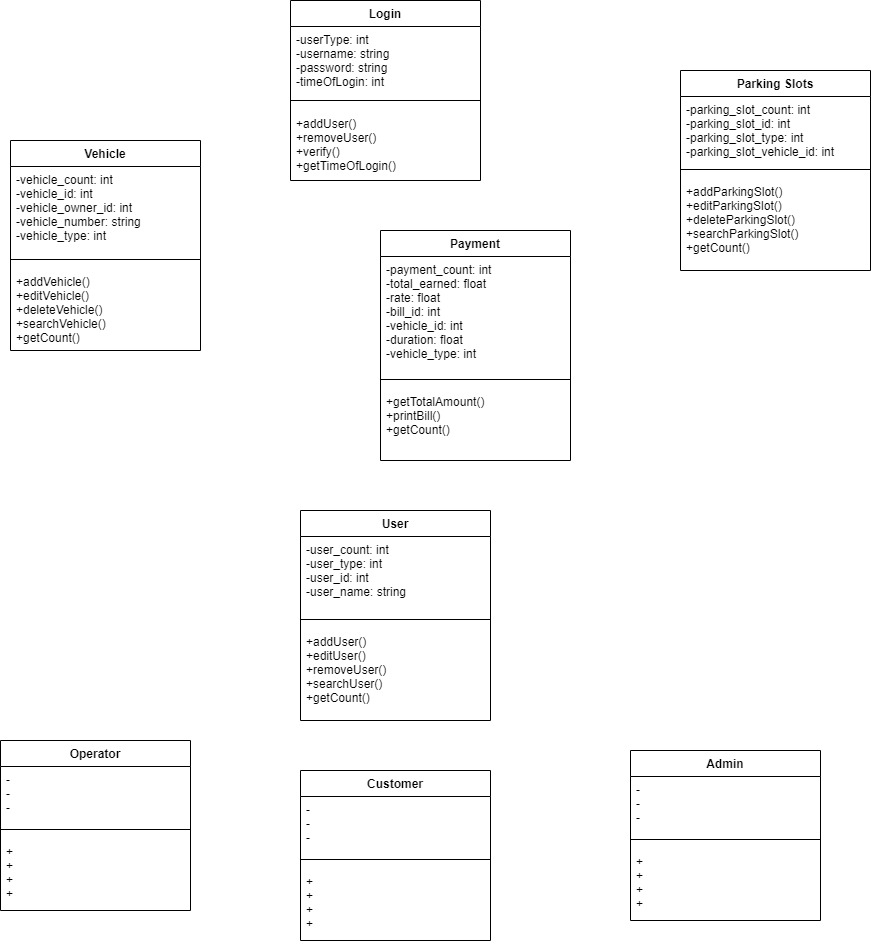 Login
-userType: int
-username: string
-password: string
-timeOfLogin: int
+addUser()
+removeUser()
+verify()
+getTimeOfLogin()
Parking Slots
-parking_slot_count: int
-parking_slot_id: int
-parking_slot_type: int
-parking_slot_vehicle_id: int
+addParkingSlot()
+editParkingSlot()
+deleteParkingSlot()
+searchParkingSlot()
+getCount()
Vehicle
-vehicle_count: int
-vehicle_id: int
-vehicle_owner_id: int
-vehicle_number: string
-vehicle_type: int
+addVehicle()
+editVehicle()
+deleteVehicle()
+searchVehicle()
+getCount()
Payment
-payment_count: int
-total_earned: float
-rate: float
-bill_id: int
-vehicle_id: int
-duration: float
-vehicle_type: int
+getTotalAmount()
+printBill()
+getCount()
User
-user_count: int
-user_type: int
-user_id: int
-user_name: string
+addUser()
+editUser()
+removeUser()
+searchUser()
+getCount()
Operator
-
-
-
+
+
+
+
Customer
-
-
-
+
+
+
+
Admin
-
-
-
+
+
+
+